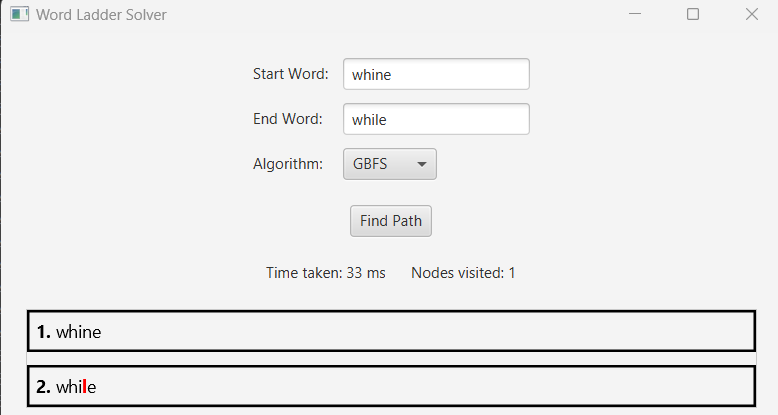 Word Ladder Solver
Start Word: whine
End Word: while
Algorithm: GBFS
Find Path
Time taken: 33 ms Nodes visited: 1
1. whine
2. while